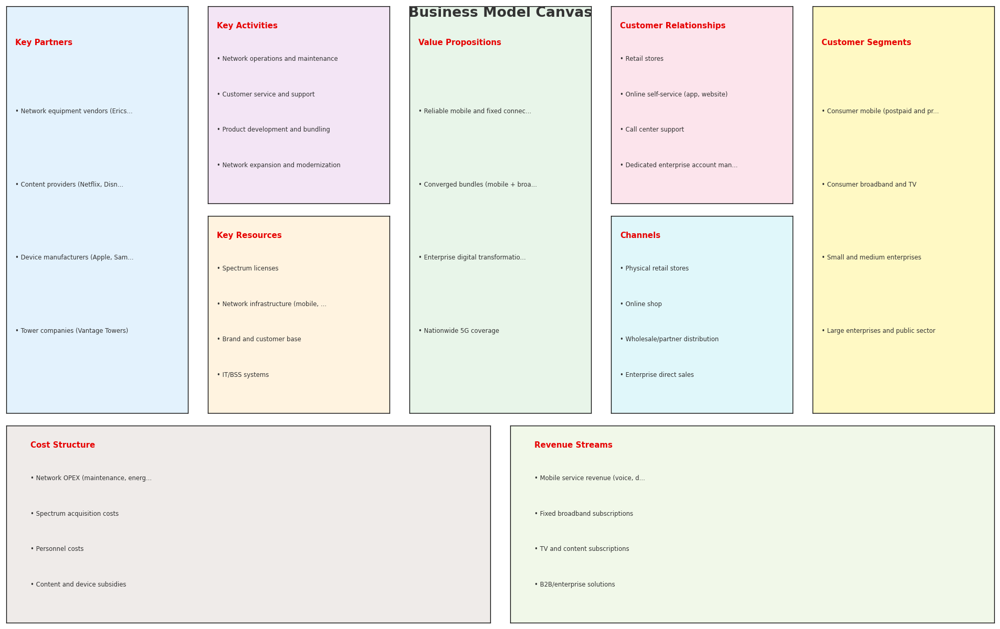 Business Model Canvas
Key Partners
• Network equipment vendors (Erics...
• Content providers (Netflix, Disn...
• Device manufacturers (Apple, Sam...
• Tower companies (Vantage Towers)
Key Activities
• Network operations and maintenance
• Customer service and support
• Product development and bundling
• Network expansion and modernization
Key Resources
• Spectrum licenses
• Network infrastructure (mobile, ...
• Brand and customer base
• IT/BSS systems
Value Propositions
• Reliable mobile and fixed connec...
• Converged bundles (mobile + broa...
• Enterprise digital transformatio...
• Nationwide 5G coverage
Customer Relationships
• Retail stores
• Online self-service (app, website)
• Call center support
• Dedicated enterprise account man...
Channels
• Physical retail stores
• Online shop
• Wholesale/partner distribution
• Enterprise direct sales
Customer Segments
• Consumer mobile (postpaid and pr...
• Consumer broadband and TV
• Small and medium enterprises
• Large enterprises and public sector
Cost Structure
• Network OPEX (maintenance, energ...
• Spectrum acquisition costs
• Personnel costs
• Content and device subsidies
Revenue Streams
• Mobile service revenue (voice, d...
• Fixed broadband subscriptions
• TV and content subscriptions
• B2B/enterprise solutions